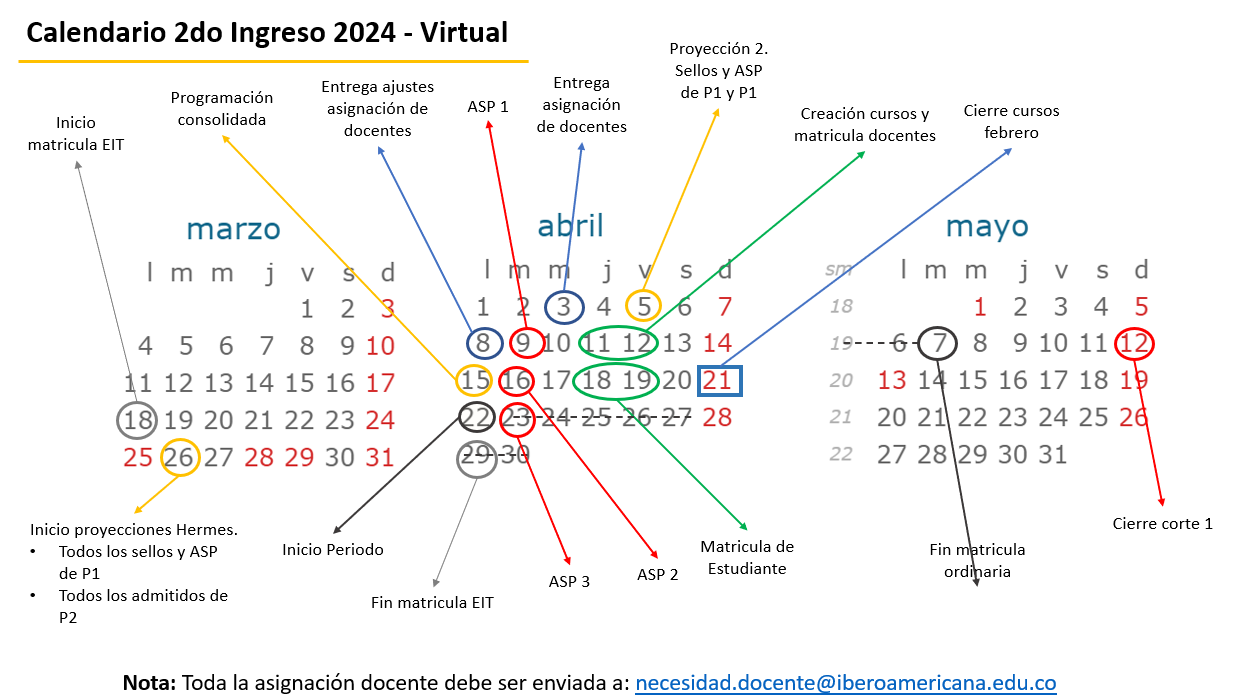 Calendario 2do Ingreso 2024 - Virtual
Inicio
matricula EIT
Programación
consolidada
Entrega ajustes
asignación de
docentes
ASP 1
Entrega
asignación
de docentes
Proyección 2.
Sellos y ASP
de P1 y P1
Creación cursos y
matricula docentes
Cierre cursos
febrero
marzo
l m m j v s d
1 2 3
4 5 6 7 8 9 10
11 12 13 14 15 16 17
18 19 20 21 22 23 24
25 26 27 28 29 30 31
abril
l m m j v s d
1 2 3 4 5 6 7
8 9 10 11 12 13 14
15 16 17 18 19 20 21
22 23 24 25 26 27 28
29 30
mayo
sm l m m j v s d
18 1 2 3 4 5
19 6 7 8 9 10 11 12
20 13 14 15 16 17 18 19
21 20 21 22 23 24 25 26
22 27 28 29 30 31
Inicio proyecciones Hermes.
• Todos los sellos y ASP
de P1
• Todos los admitidos de
P2
Inicio Periodo
Fin matricula EIT
ASP 3
ASP 2
Matricula de
Estudiante
Fin matricula
ordinaria
Cierre corte 1
Nota: Toda la asignación docente debe ser enviada a: necesidad.docente@iberoamericana.edu.co